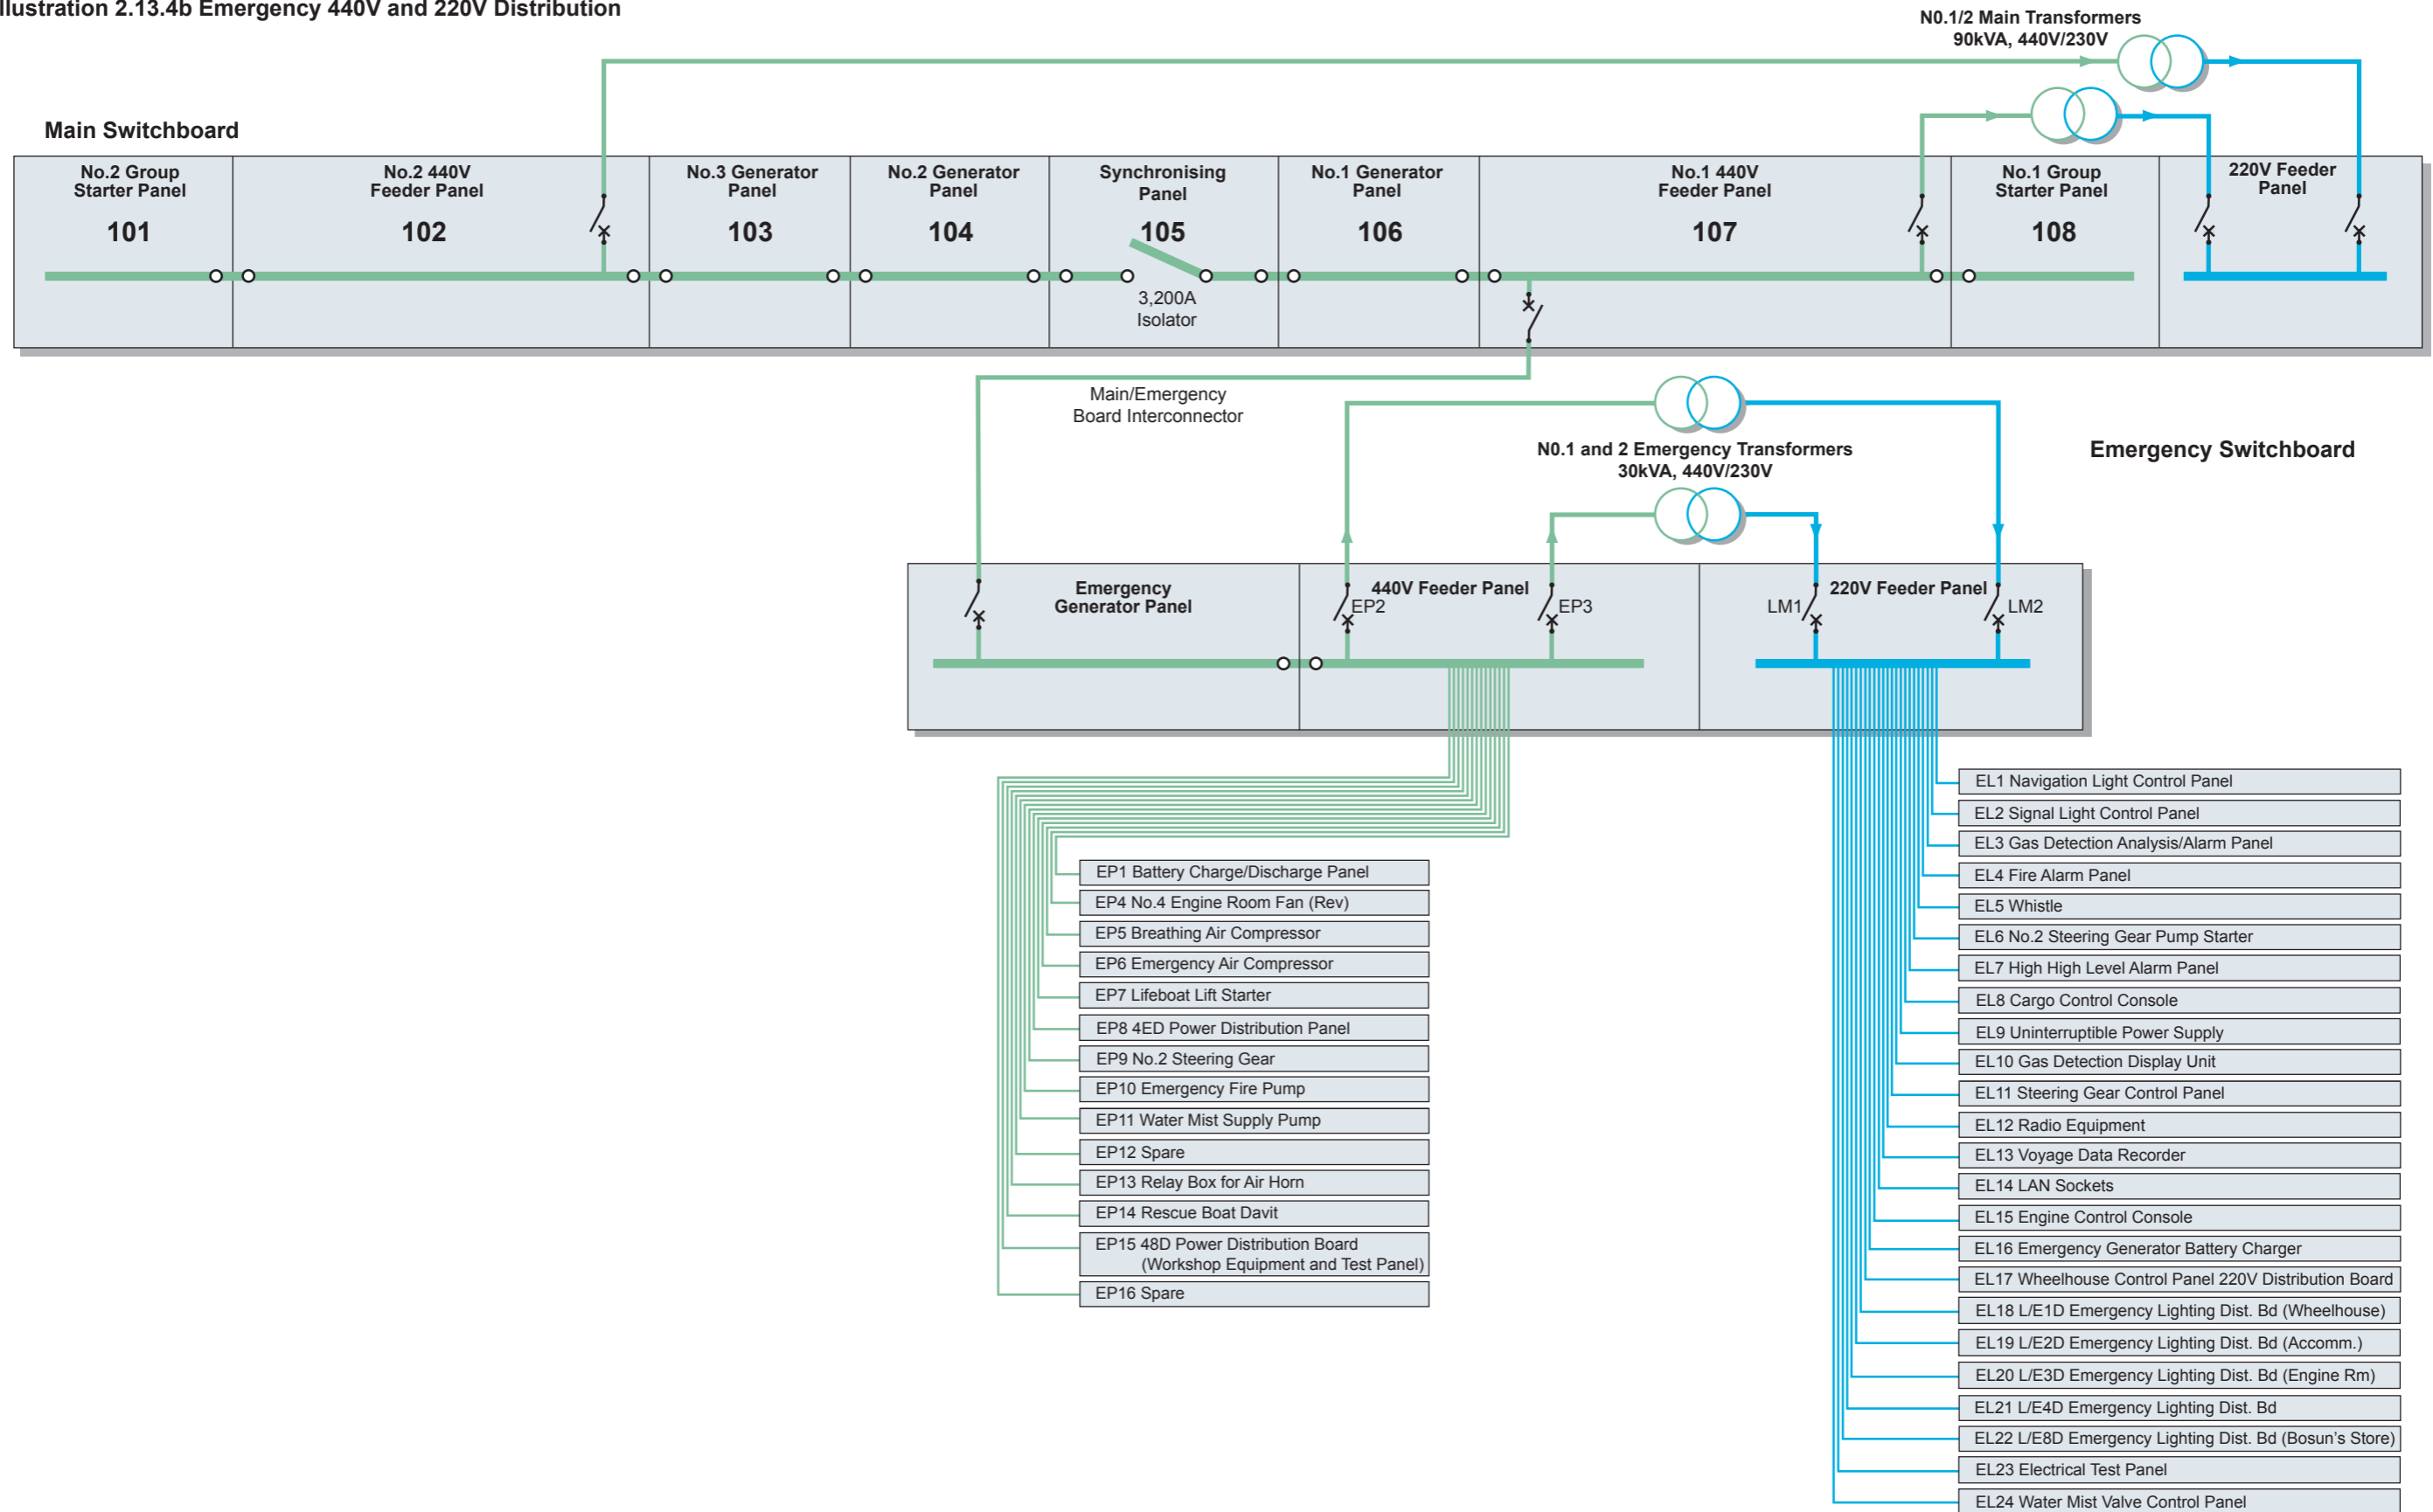 llustration 2.13.4b Emergency 440V and 220V Distribution
N0.1/2 Main Transformers
90kVA, 440V/230V
Main Switchboard
No.2 Group
Starter Panel
101
No.2 440V
Feeder Panel
102
No.3 Generator
Panel
103
No.2 Generator
Panel
104
Synchronising
Panel
105
3,200A
Isolator
No.1 Generator
Panel
106
No.1 440V
Feeder Panel
107
No.1 Group
Starter Panel
108
220V Feeder
Panel
Main/Emergency
Board Interconnector
N0.1 and 2 Emergency Transformers
30kVA, 440V/230V
Emergency Switchboard
Emergency
Generator Panel
440V Feeder Panel
EP2
EP3
220V Feeder Panel
LM1
LM2
EP1 Battery Charge/Discharge Panel
EP4 No.4 Engine Room Fan (Rev)
EP5 Breathing Air Compressor
EP6 Emergency Air Compressor
EP7 Lifeboat Lift Starter
EP8 4ED Power Distribution Panel
EP9 No.2 Steering Gear
EP10 Emergency Fire Pump
EP11 Water Mist Supply Pump
EP12 Spare
EP13 Relay Box for Air Horn
EP14 Rescue Boat Davit
EP15 48D Power Distribution Board
(Workshop Equipment and Test Panel)
EP16 Spare
EL1 Navigation Light Control Panel
EL2 Signal Light Control Panel
EL3 Gas Detection Analysis/Alarm Panel
EL4 Fire Alarm Panel
EL5 Whistle
EL6 No.2 Steering Gear Pump Starter
EL7 High High Level Alarm Panel
EL8 Cargo Control Console
EL9 Uninterruptible Power Supply
EL10 Gas Detection Display Unit
EL11 Steering Gear Control Panel
EL12 Radio Equipment
EL13 Voyage Data Recorder
EL14 LAN Sockets
EL15 Engine Control Console
EL16 Emergency Generator Battery Charger
EL17 Wheelhouse Control Panel 220V Distribution Board
EL18 L/E1D Emergency Lighting Dist. Bd (Wheelhouse)
EL19 L/E2D Emergency Lighting Dist. Bd (Accomm.)
EL20 L/E3D Emergency Lighting Dist. Bd (Engine Rm)
EL21 L/E4D Emergency Lighting Dist. Bd
EL22 L/E8D Emergency Lighting Dist. Bd (Bosun's Store)
EL23 Electrical Test Panel
EL24 Water Mist Valve Control Panel